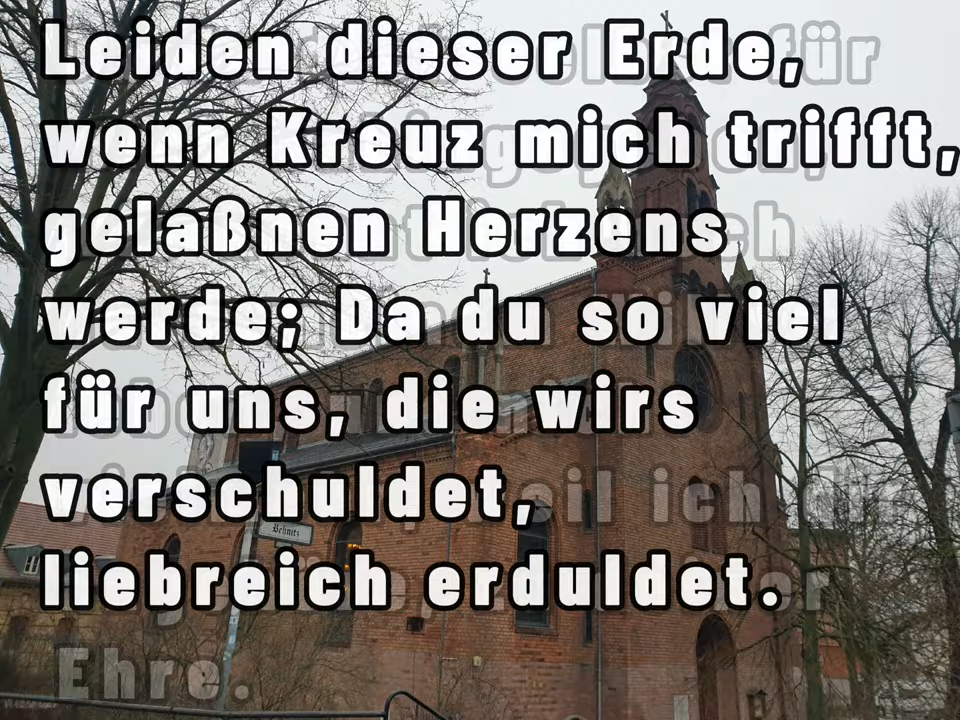 Leiden dieser Erde,
wenn Kreuz mich trifft,
gelaßnen Herzens
werde; Da du so viel
für uns, die wirs
verschuldet,
liebreich erduldet.
Ehre.